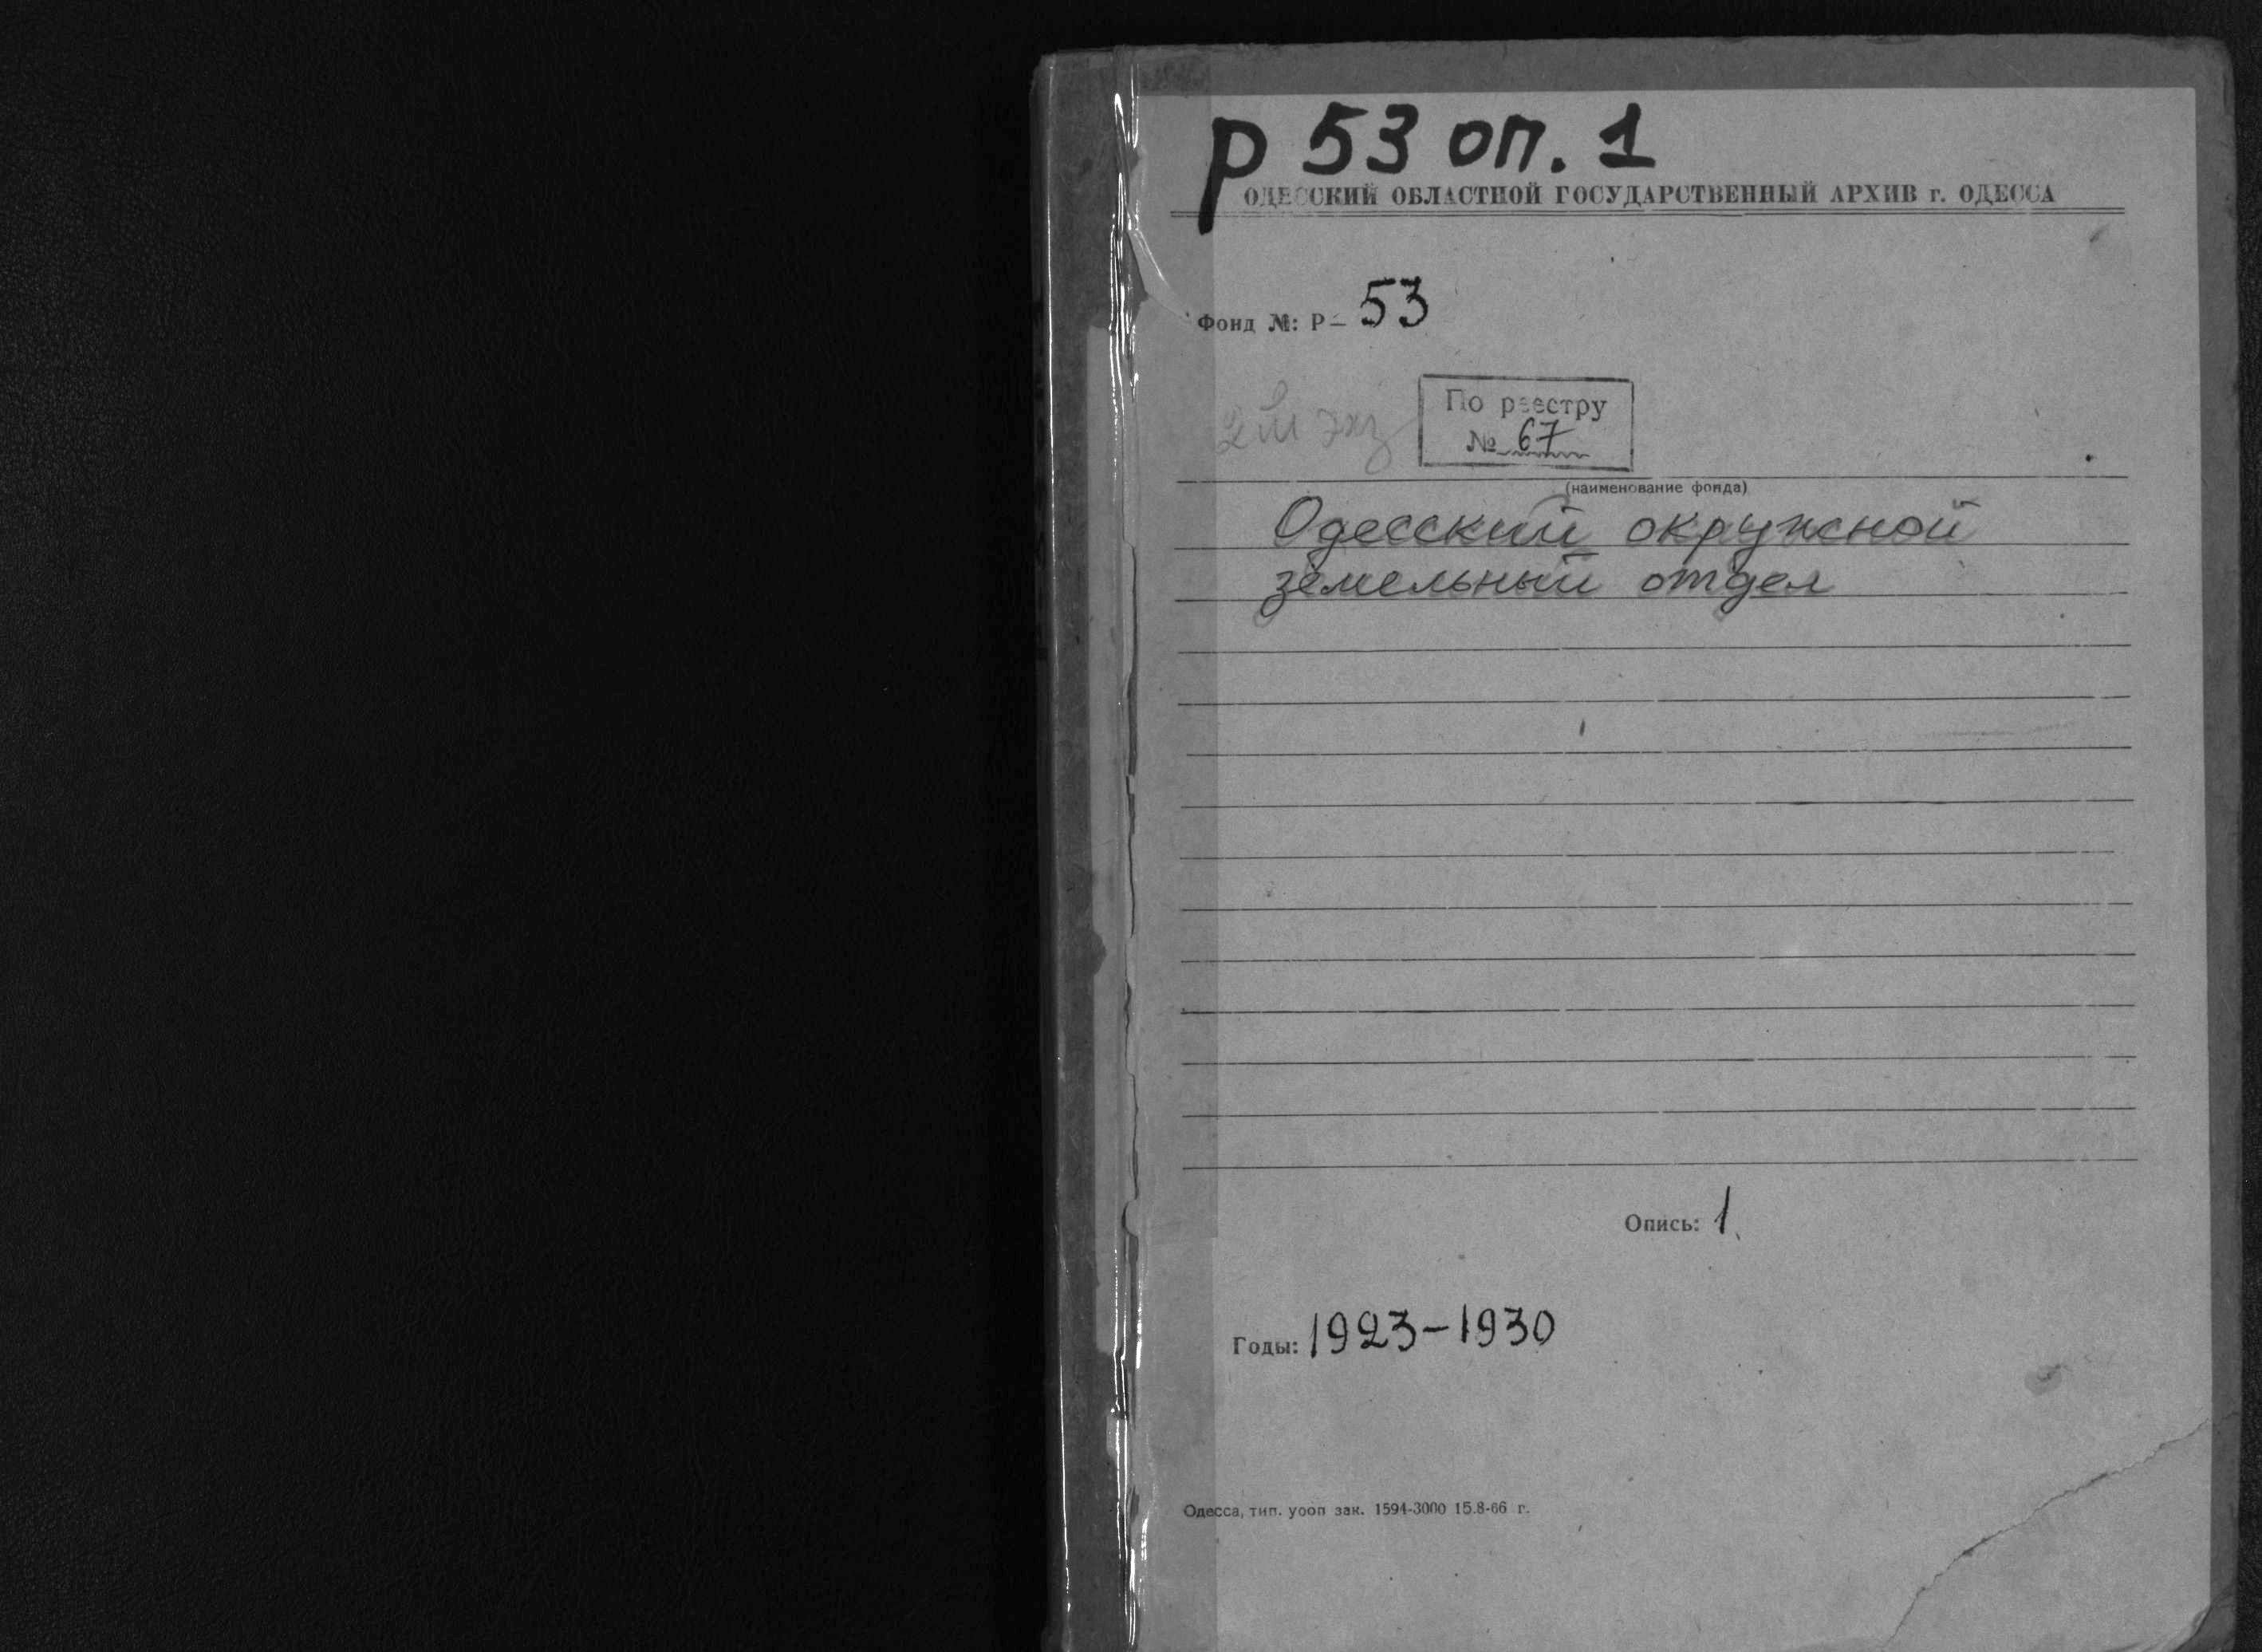 р 53 оп. 1
ОДЕССКИЙ ОБЛАСТНОЙ ГОСУДАРСТВЕННЫЙ АРХИВ г. ОДЕССА
Фонд №: Р— 53
По реестру
№ 67
(наименование фонда)
Одесский окружной
земельный отдел
Опись: 1
Годы: 1923-1930
Одесса, тип. уооп зак. 1594-3000 15.8-66 г.